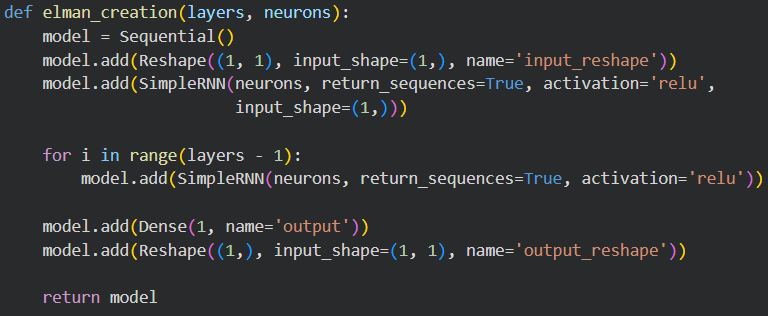 def elman_creation(layers, neurons):
    model = Sequential()
    model.add(Reshape((1, 1), input_shape=(1,), name='input_reshape'))
    model.add(SimpleRNN(neurons, return_sequences=True, activation='relu',
                        input_shape=(1,)))
    for i in range(layers - 1):
        model.add(SimpleRNN(neurons, return_sequences=True, activation='relu'))
    model.add(Dense(1, name='output'))
    model.add(Reshape((1,), input_shape=(1, 1), name='output_reshape'))
    return model